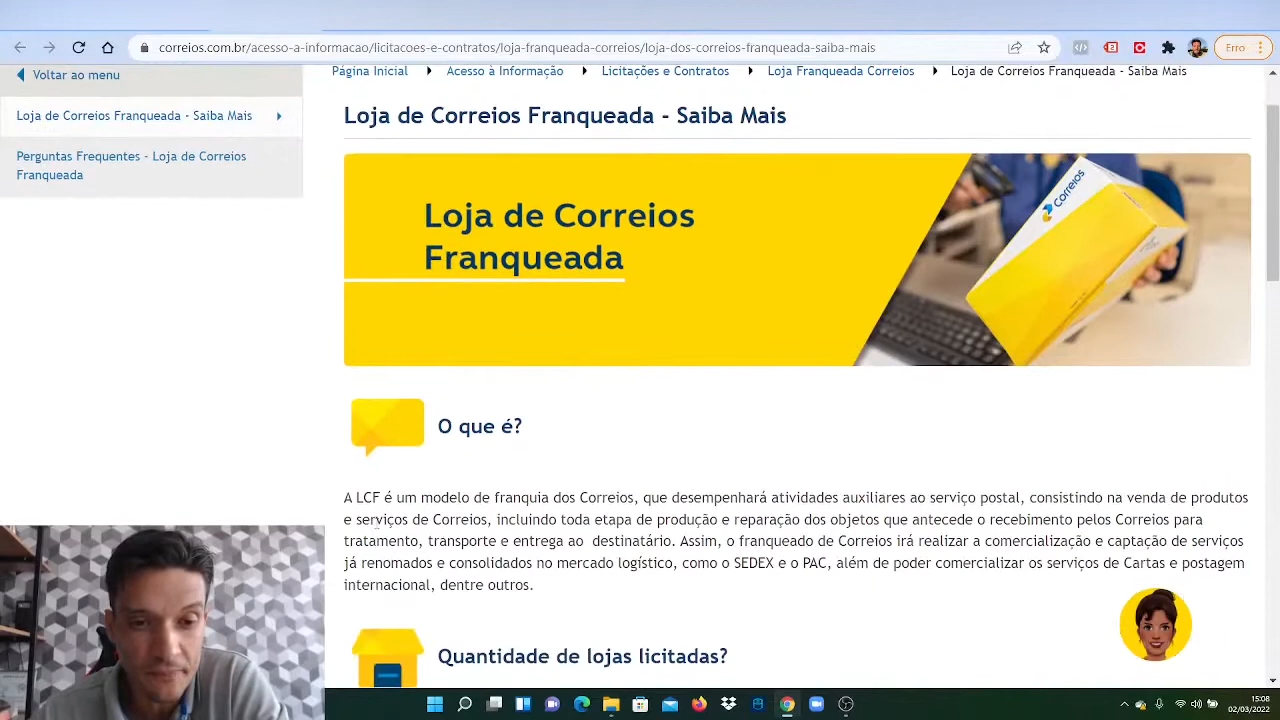 correios.com.br/acesso-a-informacao/licitacoes-e-contratos/loja-franqueada-correios/loja-dos-correios-franqueada-saiba-mais
Erro
Voltar ao menu
Loja de Correios Franqueada - Saiba Mais
Perguntas Frequentes - Loja de Correios
Franqueada
Página Inicial
Acesso à Informação
Licitações e Contratos
Loja Franqueada Correios
Loja de Correios Franqueada - Saiba Mais
Loja de Correios Franqueada - Saiba Mais
Loja de Correios
Franqueada
Correios
O que é?
A LCF é um modelo de franquia dos Correios, que desempenhará atividades auxiliares ao serviço postal, consistindo na venda de produtos
e serviços de Correios, incluindo toda etapa de produção e reparação dos objetos que antecede o recebimento pelos Correios para
tratamento, transporte e entrega ao destinatário. Assim, o franqueado de Correios irá realizar a comercialização e captação de serviços
já renomados e consolidados no mercado logístico, como o SEDEX e o PAC, além de poder comercializar os serviços de Cartas e postagem
internacional, dentre outros.
Quantidade de lojas licitadas?
15:08
02/03/2022